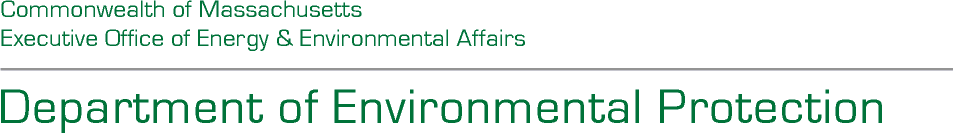 Commonwealth of Massachusetts
Executive Office of Energy & Environmental Affairs
Department of Environmental Protection